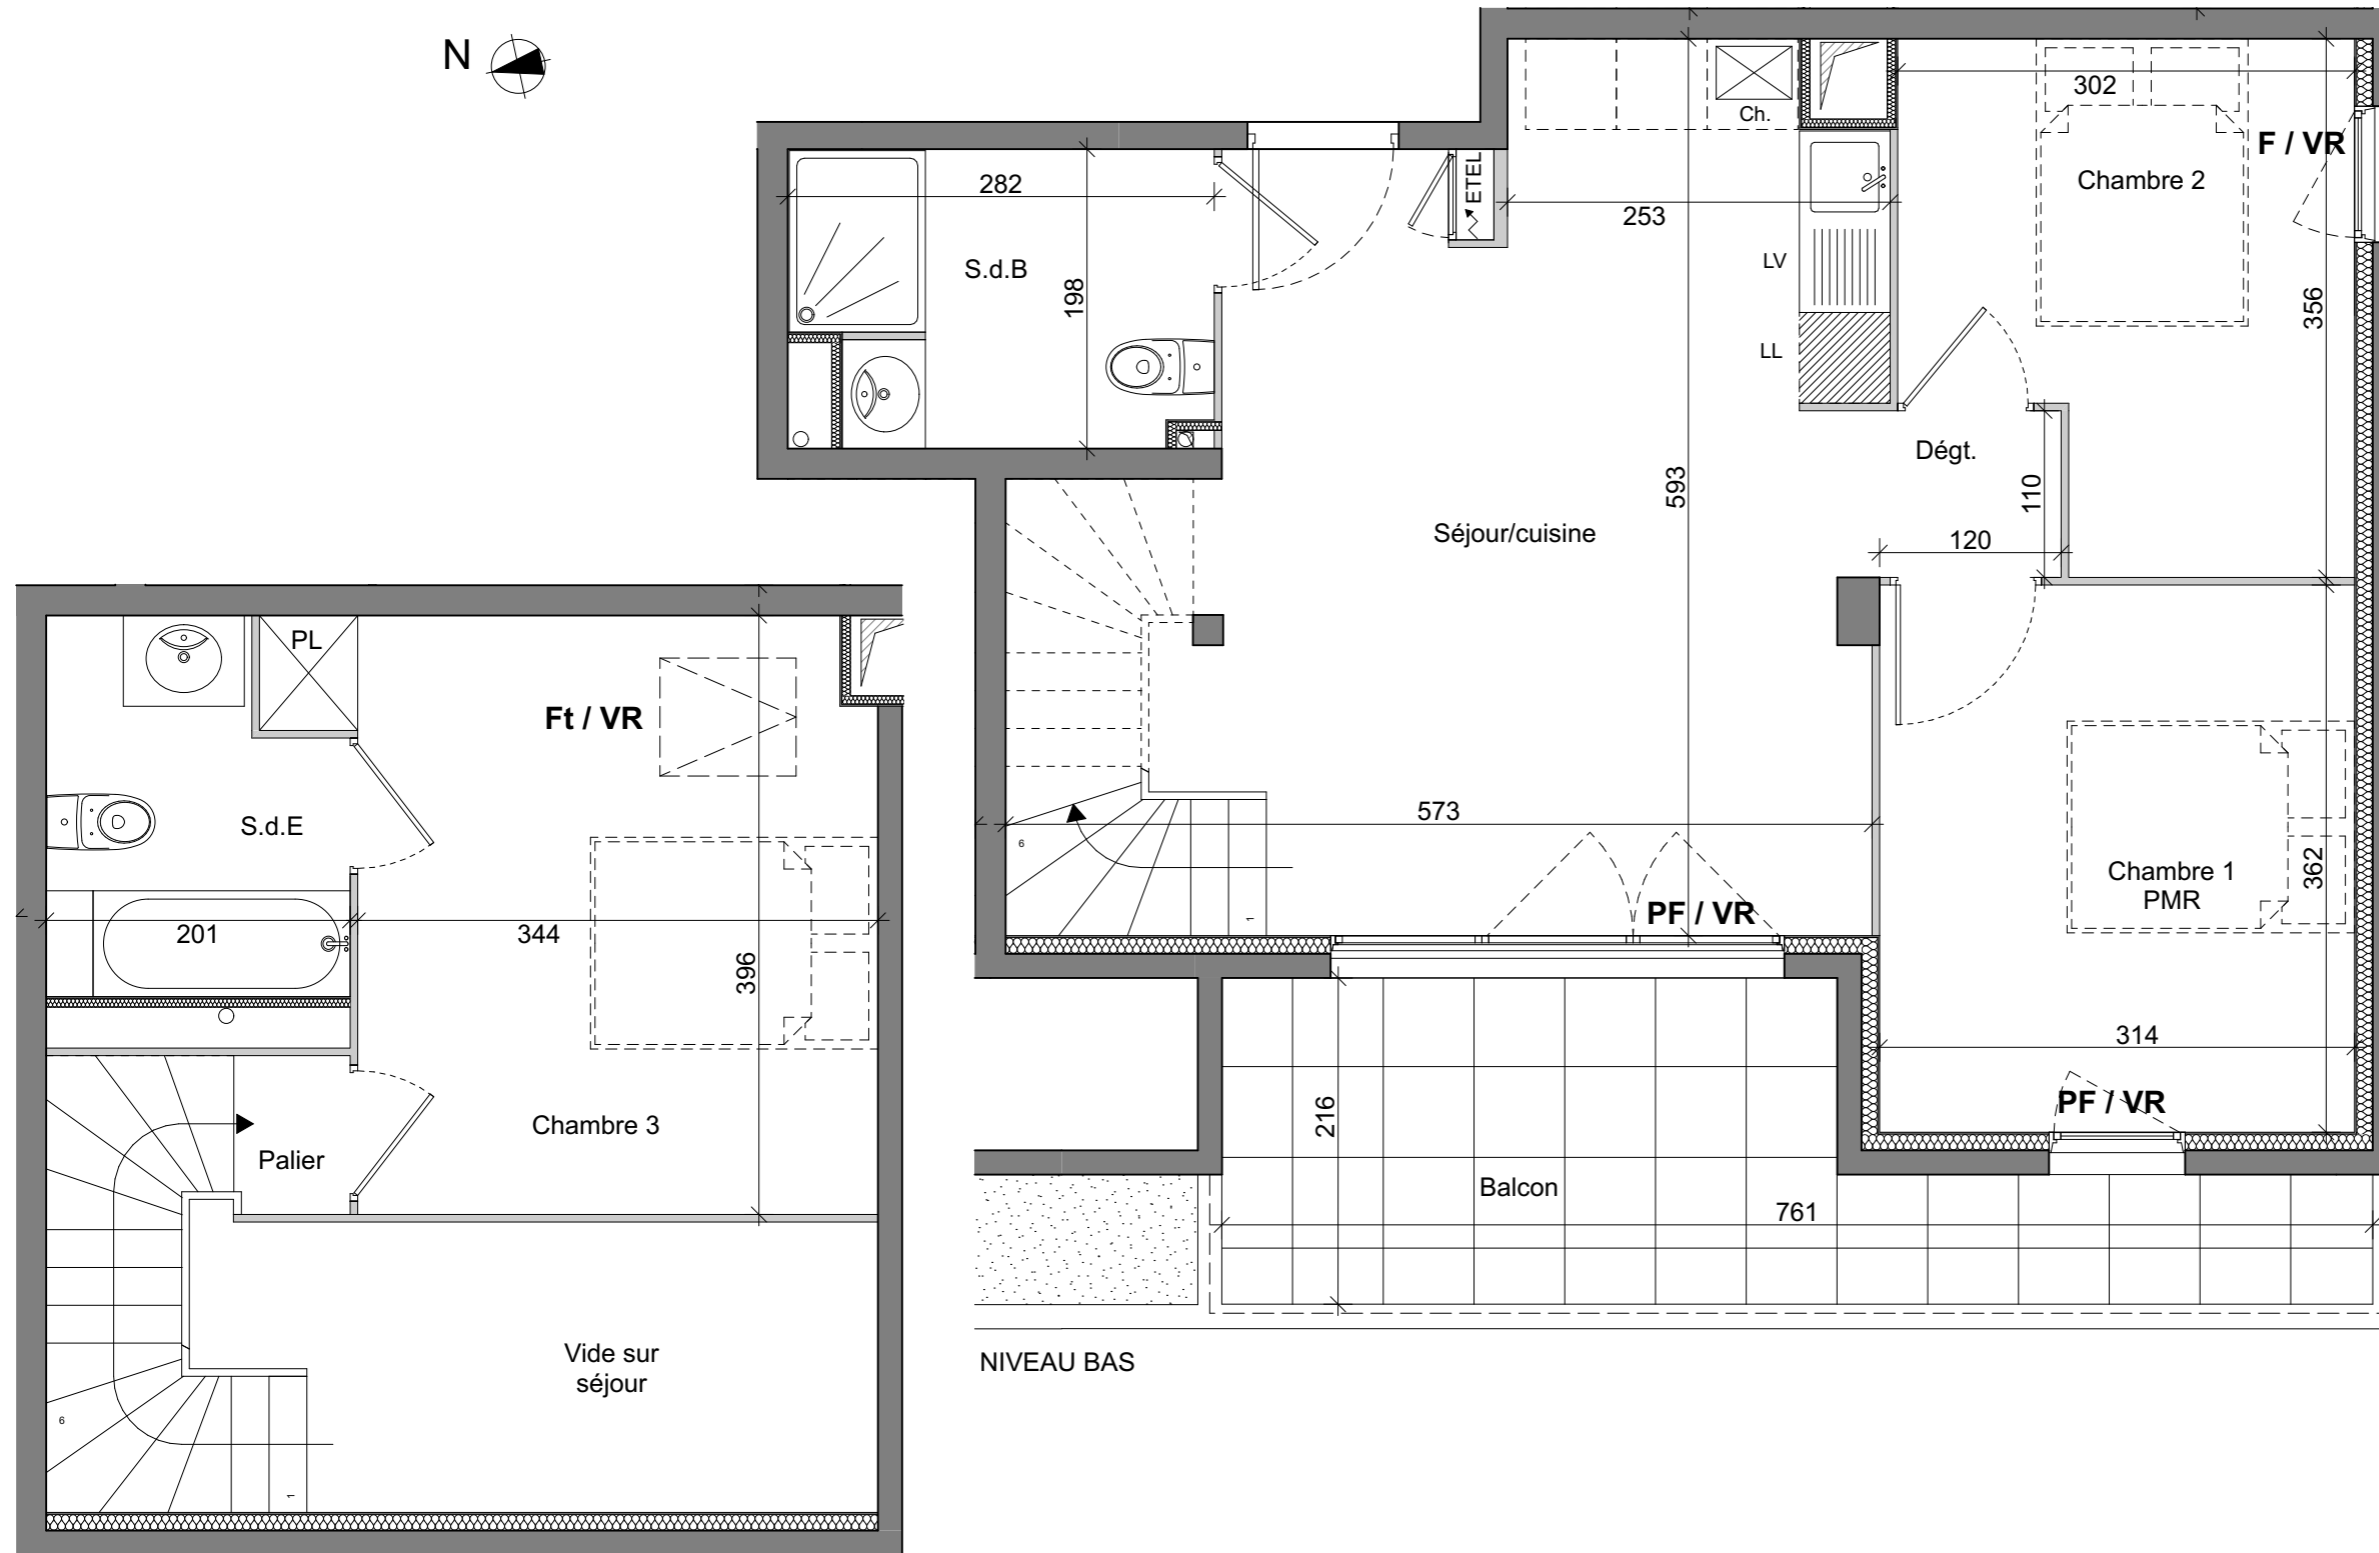 N
Ch.
302
F / VR
Chambre 2
282
ETEL
253
S.d.B
LV
198
356
LL
Dégt.
593
110
Séjour/cuisine
120
PL
Ft / VR
S.d.E
573
6
1
PF / VR
Chambre 1
PMR
362
201
344
396
314
PF / VR
216
Chambre 3
Palier
Balcon
761
NIVEAU BAS
Vide sur
séjour
6
1